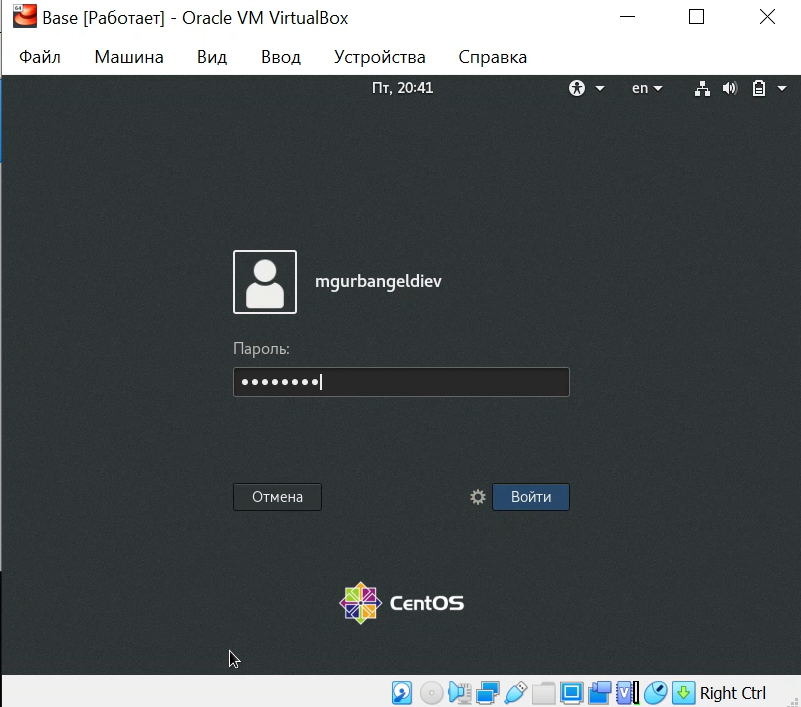 64
Base [Работает] - Oracle VM VirtualBox
Файл Машина Вид Ввод Устройства Справка
Пт, 20:41 en
mgurbangeldiev
Пароль:
••••••••
Отмена Войти
CentOS
V Right Ctrl